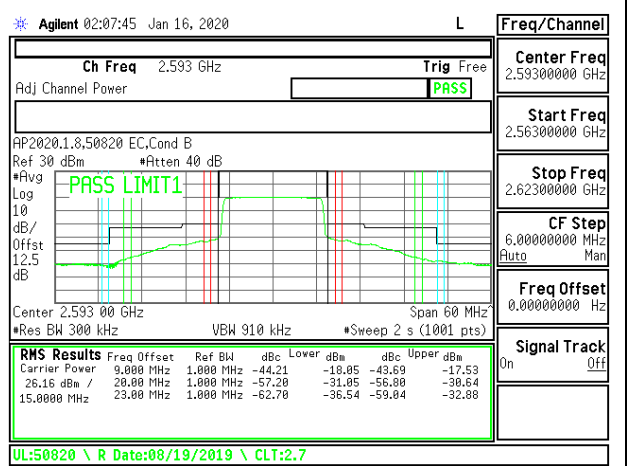 Agilent 02:07:45 Jan 16, 2020 L Freq/Channel
Ch Freq 2.593 GHz Trig Free
Adj Channel Power PASS
Center Freq
2.59300000 GHz
Start Freq
2.56300000 GHz
AP2020.1.8,50820 EC,Cond B
Ref 30 dBm #Atten 40 dB
#Avg
Log
10
dB/
Offst
12.5
dB
PASS LIMIT1
Stop Freq
2.62300000 GHz
CF Step
6.00000000 MHz
Auto Man
Freq Offset
0.00000000 Hz
Center 2.593 00 GHz Span 60 MHz^
#Res BW 300 kHz VBW 910 kHz #Sweep 2 s (1001 pts)
Signal Track
On Off
RMS Results Freq Offset Ref BW dBc Lower dBm dBc Upper dBm
Carrier Power 9.000 MHz 1.000 MHz -44.21 -18.05 -43.69 -17.53
26.16 dBm / 20.00 MHz 1.000 MHz -57.20 -31.05 -56.80 -30.64
15.0000 MHz 23.00 MHz 1.000 MHz -62.70 -36.54 -59.04 -32.88
UL:50820 \ R Date:08/19/2019 \ CLT:2.7